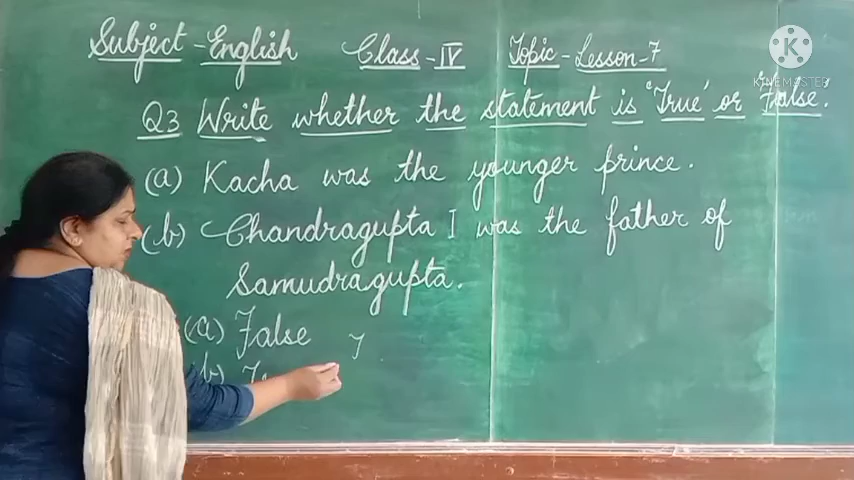 Subject - English Class - IV Topic - Lesson - 7
Q3 Write whether the statement is 'True' or False.'
(a) Kacha was the younger prince.
(b) Chandragupta I was the father of
Samudragupta.
(a) False
(b)
KINEMASTER